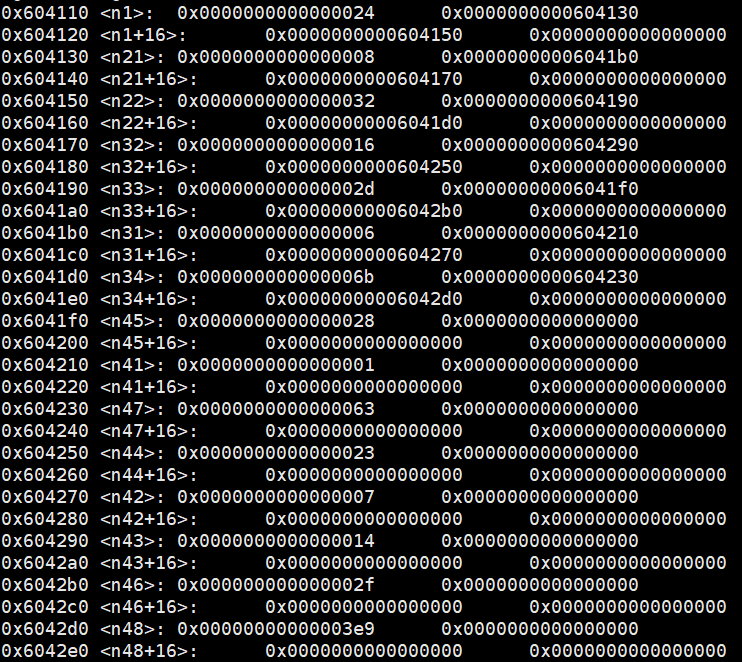 0x604110 <n1>:  0x0000000000000024      0x0000000000604130
0x604120 <n1+16>:       0x0000000000604150      0x0000000000000000
0x604130 <n21>: 0x0000000000000008      0x00000000006041b0
0x604140 <n21+16>:      0x0000000000604170      0x0000000000000000
0x604150 <n22>: 0x0000000000000032      0x0000000000604190
0x604160 <n22+16>:      0x00000000006041d0      0x0000000000000000
0x604170 <n32>: 0x0000000000000016      0x0000000000604290
0x604180 <n32+16>:      0x0000000000604250      0x0000000000000000
0x604190 <n33>: 0x000000000000002d      0x00000000006041f0
0x6041a0 <n33+16>:      0x00000000006042b0      0x0000000000000000
0x6041b0 <n31>: 0x0000000000000006      0x0000000000604210
0x6041c0 <n31+16>:      0x0000000000604270      0x0000000000000000
0x6041d0 <n34>: 0x000000000000006b      0x0000000000604230
0x6041e0 <n34+16>:      0x00000000006042d0      0x0000000000000000
0x6041f0 <n45>: 0x0000000000000028      0x0000000000000000
0x604200 <n45+16>:      0x0000000000000000      0x0000000000000000
0x604210 <n41>: 0x0000000000000001      0x0000000000000000
0x604220 <n41+16>:      0x0000000000000000      0x0000000000000000
0x604230 <n47>: 0x0000000000000063      0x0000000000000000
0x604240 <n47+16>:      0x0000000000000000      0x0000000000000000
0x604250 <n44>: 0x0000000000000023      0x0000000000000000
0x604260 <n44+16>:      0x0000000000000000      0x0000000000000000
0x604270 <n42>: 0x0000000000000007      0x0000000000000000
0x604280 <n42+16>:      0x0000000000000000      0x0000000000000000
0x604290 <n43>: 0x0000000000000014      0x0000000000000000
0x6042a0 <n43+16>:      0x0000000000000000      0x0000000000000000
0x6042b0 <n46>: 0x000000000000002f      0x0000000000000000
0x6042c0 <n46+16>:      0x0000000000000000      0x0000000000000000
0x6042d0 <n48>: 0x00000000000003e9      0x0000000000000000
0x6042e0 <n48+16>:      0x0000000000000000      0x0000000000000000